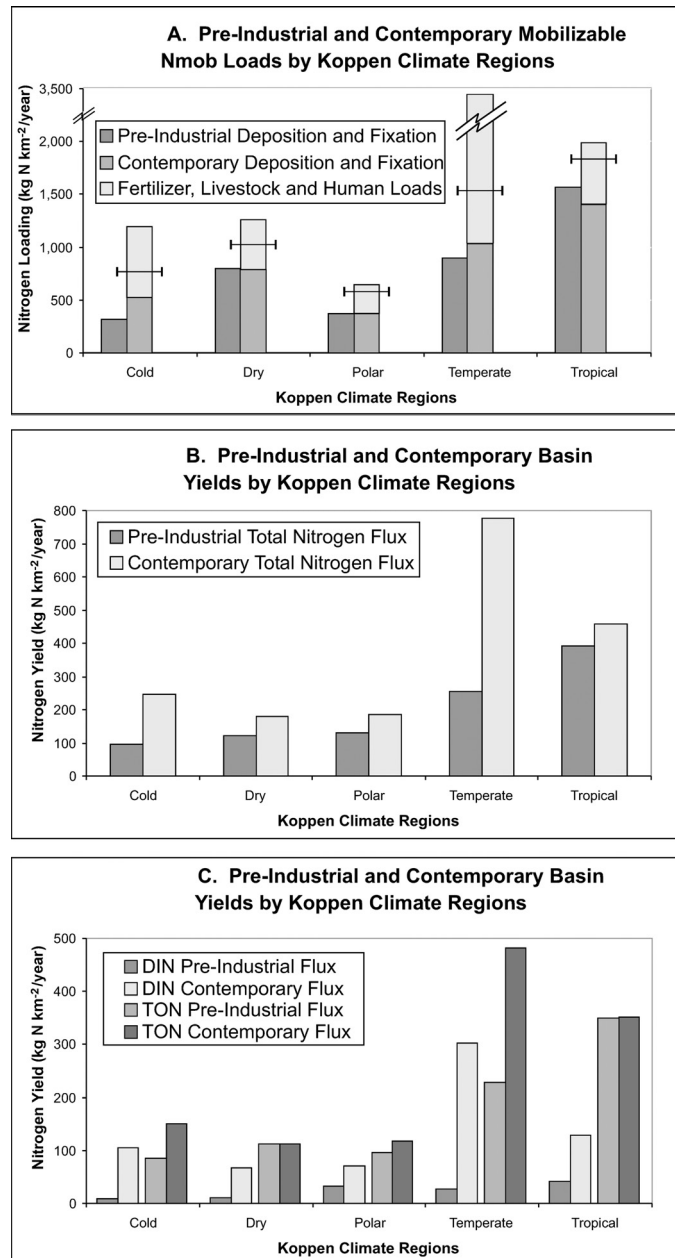 A. Pre-Industrial and Contemporary Mobilizable
Nmob Loads by Koppen Climate Regions
Nitrogen Loading (kg N km-2/year)
3,500
2,000
1,500
1,000
500
0
Pre-Industrial Deposition and Fixation
Contemporary Deposition and Fixation
Fertilizer, Livestock and Human Loads
Cold Dry Polar Temperate Tropical
Koppen Climate Regions
B. Pre-Industrial and Contemporary Basin
Yields by Koppen Climate Regions
Nitrogen Yield (kg N km-2/year)
800
700
600
500
400
300
200
100
0
Pre-Industrial Total Nitrogen Flux
Contemporary Total Nitrogen Flux
Cold Dry Polar Temperate Tropical
Koppen Climate Regions
C. Pre-Industrial and Contemporary Basin
Yields by Koppen Climate Regions
Nitrogen Yield (kg N km-2/year)
500
400
300
200
100
0
DIN Pre-Industrial Flux
DIN Contemporary Flux
TON Pre-Industrial Flux
TON Contemporary Flux
Cold Dry Polar Temperate Tropical
Koppen Climate Regions